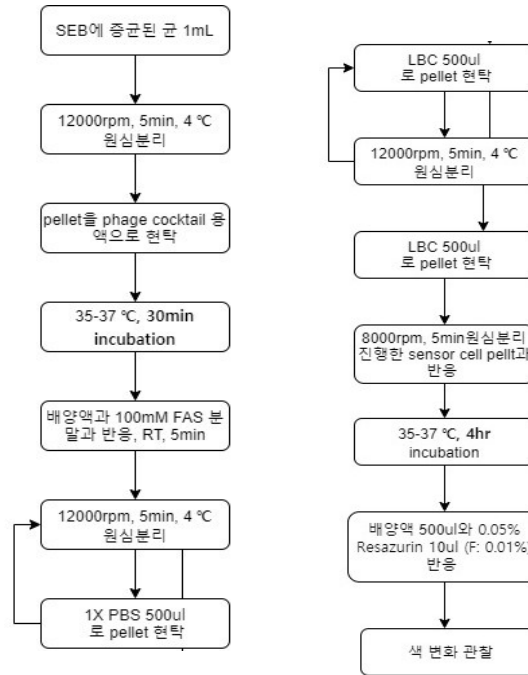 SEB에 증균된 균 1mL
12000rpm, 5min, 4 ℃
원심분리
pellet을 phage cocktail 용
액으로 현탁
35-37 ℃, 30min
incubation
배양액과 100mM FAS 분
말과 반응, RT, 5min
12000rpm, 5min, 4 ℃
원심분리
1X PBS 500ul
로 pellet 현탁
LBC 500ul
로 pellet 현탁
12000rpm, 5min, 4 ℃
원심분리
LBC 500ul
로 pellet 현탁
8000rpm, 5min원심분리
진행한 sensor cell pellt과
반응
35-37 ℃, 4hr
incubation
배양액 500ul와 0.05%
Resazurin 10ul (F: 0.01%)
반응
색 변화 관찰